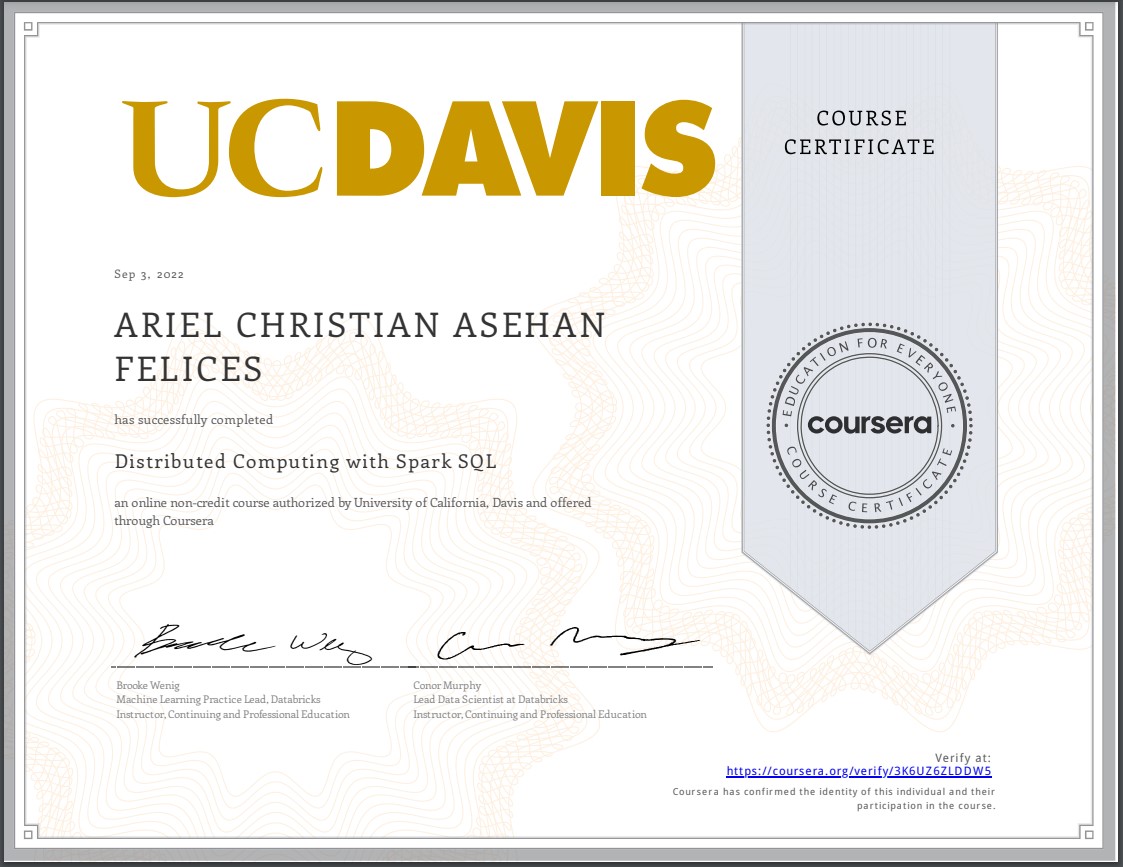 UCDAVIS
COURSE
CERTIFICATE
Sep 3, 2022
ARIEL CHRISTIAN ASEHAN
FELICES
has successfully completed
Distributed Computing with Spark SQL
an online non-credit course authorized by University of California, Davis and offered
through Coursera
EDUCATION FOR EVERYONE
coursera
COURSE CERTIFICATE
Brooke Wenig
Machine Learning Practice Lead, Databricks
Instructor, Continuing and Professional Education
Conor Murphy
Lead Data Scientist at Databricks
Instructor, Continuing and Professional Education
Verify at:
https://coursera.org/verify/3K6UZ6ZLDDW5
Coursera has confirmed the identity of this individual and their
participation in the course.